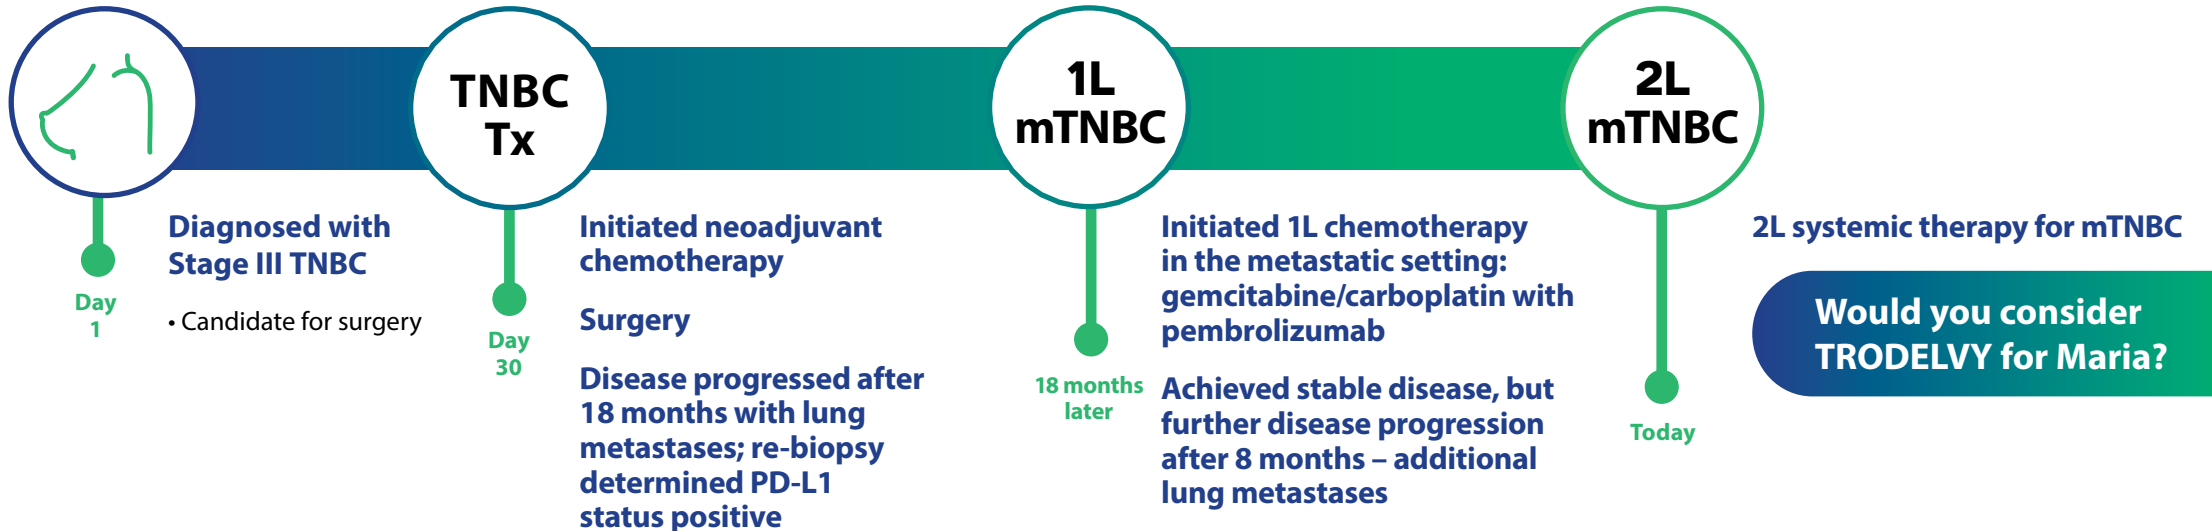 TNBC
Tx
1L
mTNBC
2L
mTNBC
Day
1
Diagnosed with
Stage III TNBC
• Candidate for surgery
Day
30
Initiated neoadjuvant
chemotherapy
Surgery
Disease progressed after
18 months with lung
metastases; re-biopsy
determined PD-L1
status positive
18 months
later
Initiated 1L chemotherapy
in the metastatic setting:
gemcitabine/carboplatin with
pembrolizumab
Achieved stable disease, but
further disease progression
after 8 months – additional
lung metastases
Today
2L systemic therapy for mTNBC
Would you consider
TRODELVY for Maria?